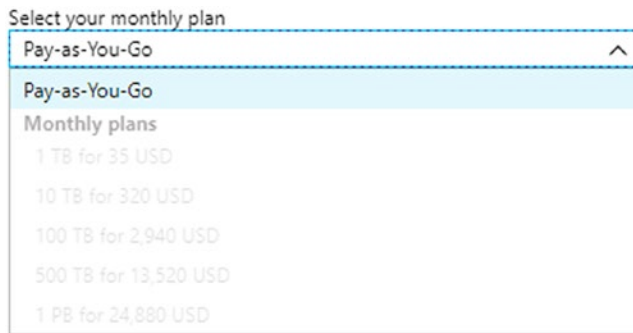 Select your monthly plan
Pay-as-You-Go
Pay-as-You-Go
Monthly plans
1 TB for 35 USD
10 TB for 320 USD
100 TB for 2,940 USD
500 TB for 13,520 USD
1 PB for 24,880 USD